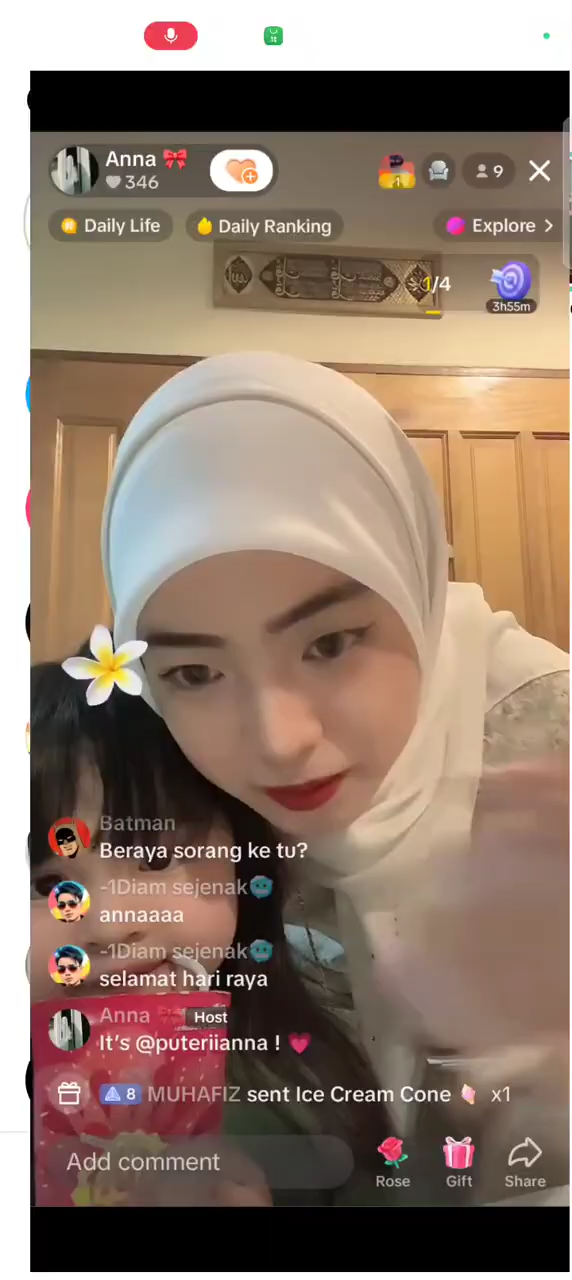 Anna 🎀
346
1
9
Daily Life
Daily Ranking
Explore >
1/4
3h55m
Batman
Beraya sorang ke tu?
-1Diam sejenak🥶
annaaaa
-1Diam sejenak🥶
selamat hari raya
Anna 🎀 Host
It's @puteriianna ! 💗
8 MUHAFIZ sent Ice Cream Cone x1
Add comment
Rose
Gift
Share